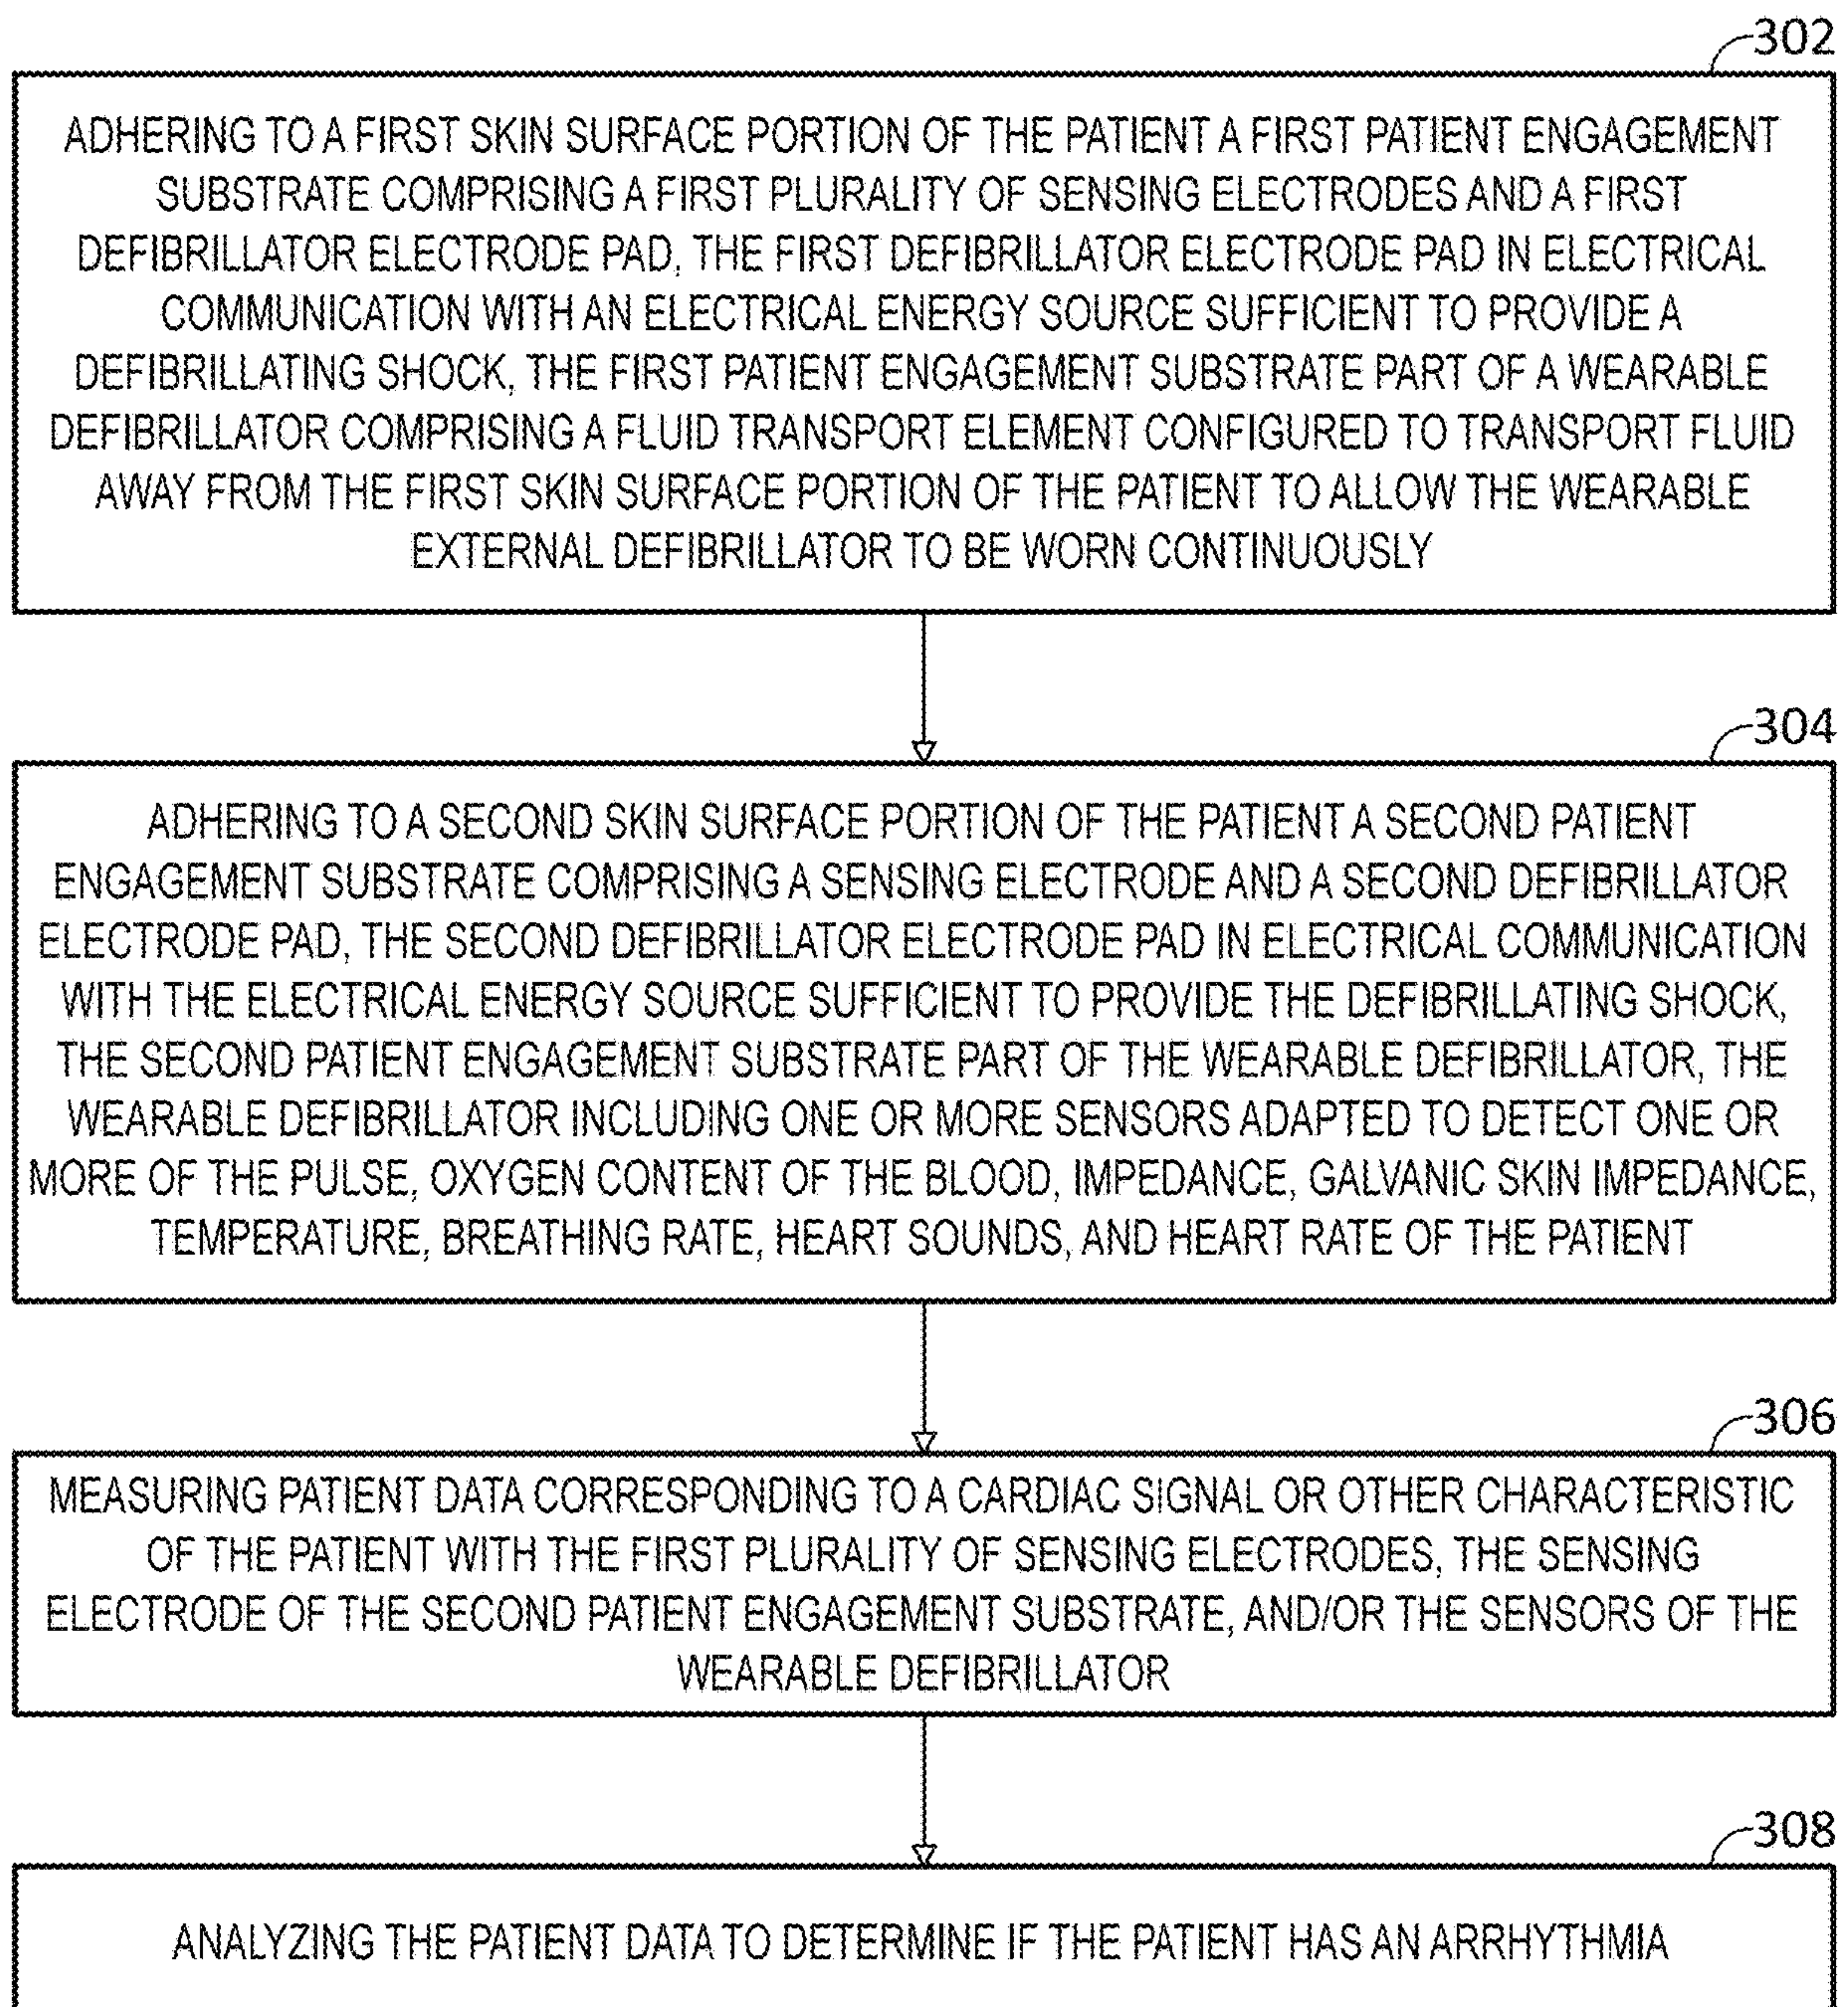 302
ADHERING TO A FIRST SKIN SURFACE PORTION OF THE PATIENT A FIRST PATIENT ENGAGEMENT
SUBSTRATE COMPRISING A FIRST PLURALITY OF SENSING ELECTRODES AND A FIRST
DEFIBRILLATOR ELECTRODE PAD, THE FIRST DEFIBRILLATOR ELECTRODE PAD IN ELECTRICAL
COMMUNICATION WITH AN ELECTRICAL ENERGY SOURCE SUFFICIENT TO PROVIDE A
DEFIBRILLATING SHOCK, THE FIRST PATIENT ENGAGEMENT SUBSTRATE PART OF A WEARABLE
DEFIBRILLATOR COMPRISING A FLUID TRANSPORT ELEMENT CONFIGURED TO TRANSPORT FLUID
AWAY FROM THE FIRST SKIN SURFACE PORTION OF THE PATIENT TO ALLOW THE WEARABLE
EXTERNAL DEFIBRILLATOR TO BE WORN CONTINUOUSLY
304
ADHERING TO A SECOND SKIN SURFACE PORTION OF THE PATIENT A SECOND PATIENT
ENGAGEMENT SUBSTRATE COMPRISING A SENSING ELECTRODE AND A SECOND DEFIBRILLATOR
ELECTRODE PAD, THE SECOND DEFIBRILLATOR ELECTRODE PAD IN ELECTRICAL COMMUNICATION
WITH THE ELECTRICAL ENERGY SOURCE SUFFICIENT TO PROVIDE THE DEFIBRILLATING SHOCK,
THE SECOND PATIENT ENGAGEMENT SUBSTRATE PART OF THE WEARABLE DEFIBRILLATOR, THE
WEARABLE DEFIBRILLATOR INCLUDING ONE OR MORE SENSORS ADAPTED TO DETECT ONE OR
MORE OF THE PULSE, OXYGEN CONTENT OF THE BLOOD, IMPEDANCE, GALVANIC SKIN IMPEDANCE,
TEMPERATURE, BREATHING RATE, HEART SOUNDS, AND HEART RATE OF THE PATIENT
306
MEASURING PATIENT DATA CORRESPONDING TO A CARDIAC SIGNAL OR OTHER CHARACTERISTIC
OF THE PATIENT WITH THE FIRST PLURALITY OF SENSING ELECTRODES, THE SENSING
ELECTRODE OF THE SECOND PATIENT ENGAGEMENT SUBSTRATE, AND/OR THE SENSORS OF THE
WEARABLE DEFIBRILLATOR
308
ANALYZING THE PATIENT DATA TO DETERMINE IF THE PATIENT HAS AN ARRHYTHMIA